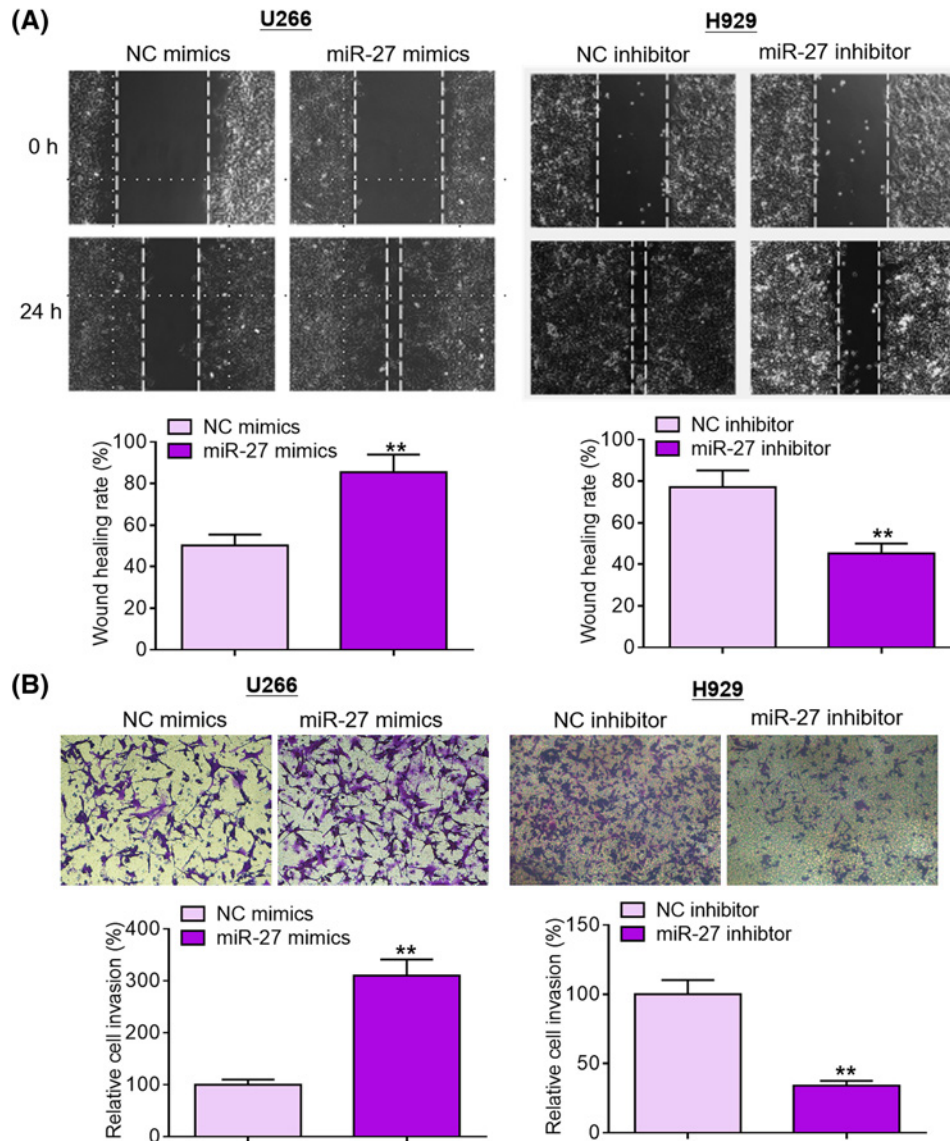 (A)
U266
H929
NC mimics
miR-27 mimics
NC inhibitor
miR-27 inhibitor
0 h
24 h
NC mimics
miR-27 mimics
Wound healing rate (%)
100
80
60
40
20
0
**
NC inhibitor
miR-27 inhibitor
Wound healing rate (%)
100
80
60
40
20
0
**
(B)
U266
H929
NC mimics
miR-27 mimics
NC inhibitor
miR-27 inhibitor
NC mimics
miR-27 mimics
Relative cell invasion (%)
400
300
200
100
0
**
NC inhibitor
miR-27 inhibtor
Relative cell invasion (%)
150
100
50
0
**